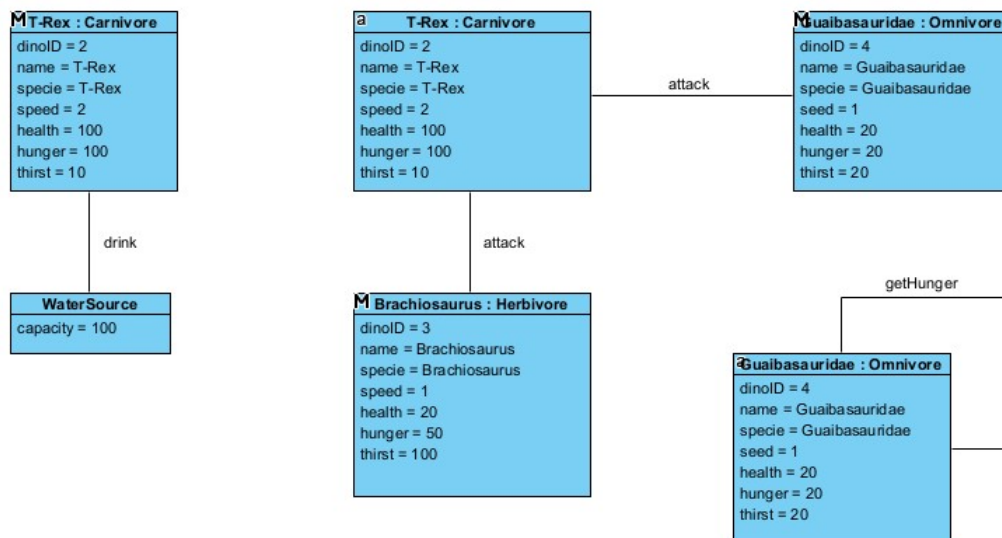 M T-Rex : Carnivore
dinoID = 2
name = T-Rex
specie = T-Rex
speed = 2
health = 100
hunger = 100
thirst = 10
drink
WaterSource
capacity = 100
a T-Rex : Carnivore
dinoID = 2
name = T-Rex
specie = T-Rex
speed = 2
health = 100
hunger = 100
thirst = 10
attack
attack
M Guaibasauridae : Omnivore
dinoID = 4
name = Guaibasauridae
specie = Guaibasauridae
seed = 1
health = 20
hunger = 20
thirst = 20
M Brachiosaurus : Herbivore
dinoID = 3
name = Brachiosaurus
specie = Brachiosaurus
speed = 1
health = 20
hunger = 50
thirst = 100
getHunger
a Guaibasauridae : Omnivore
dinoID = 4
name = Guaibasauridae
specie = Guaibasauridae
seed = 1
health = 20
hunger = 20
thirst = 20